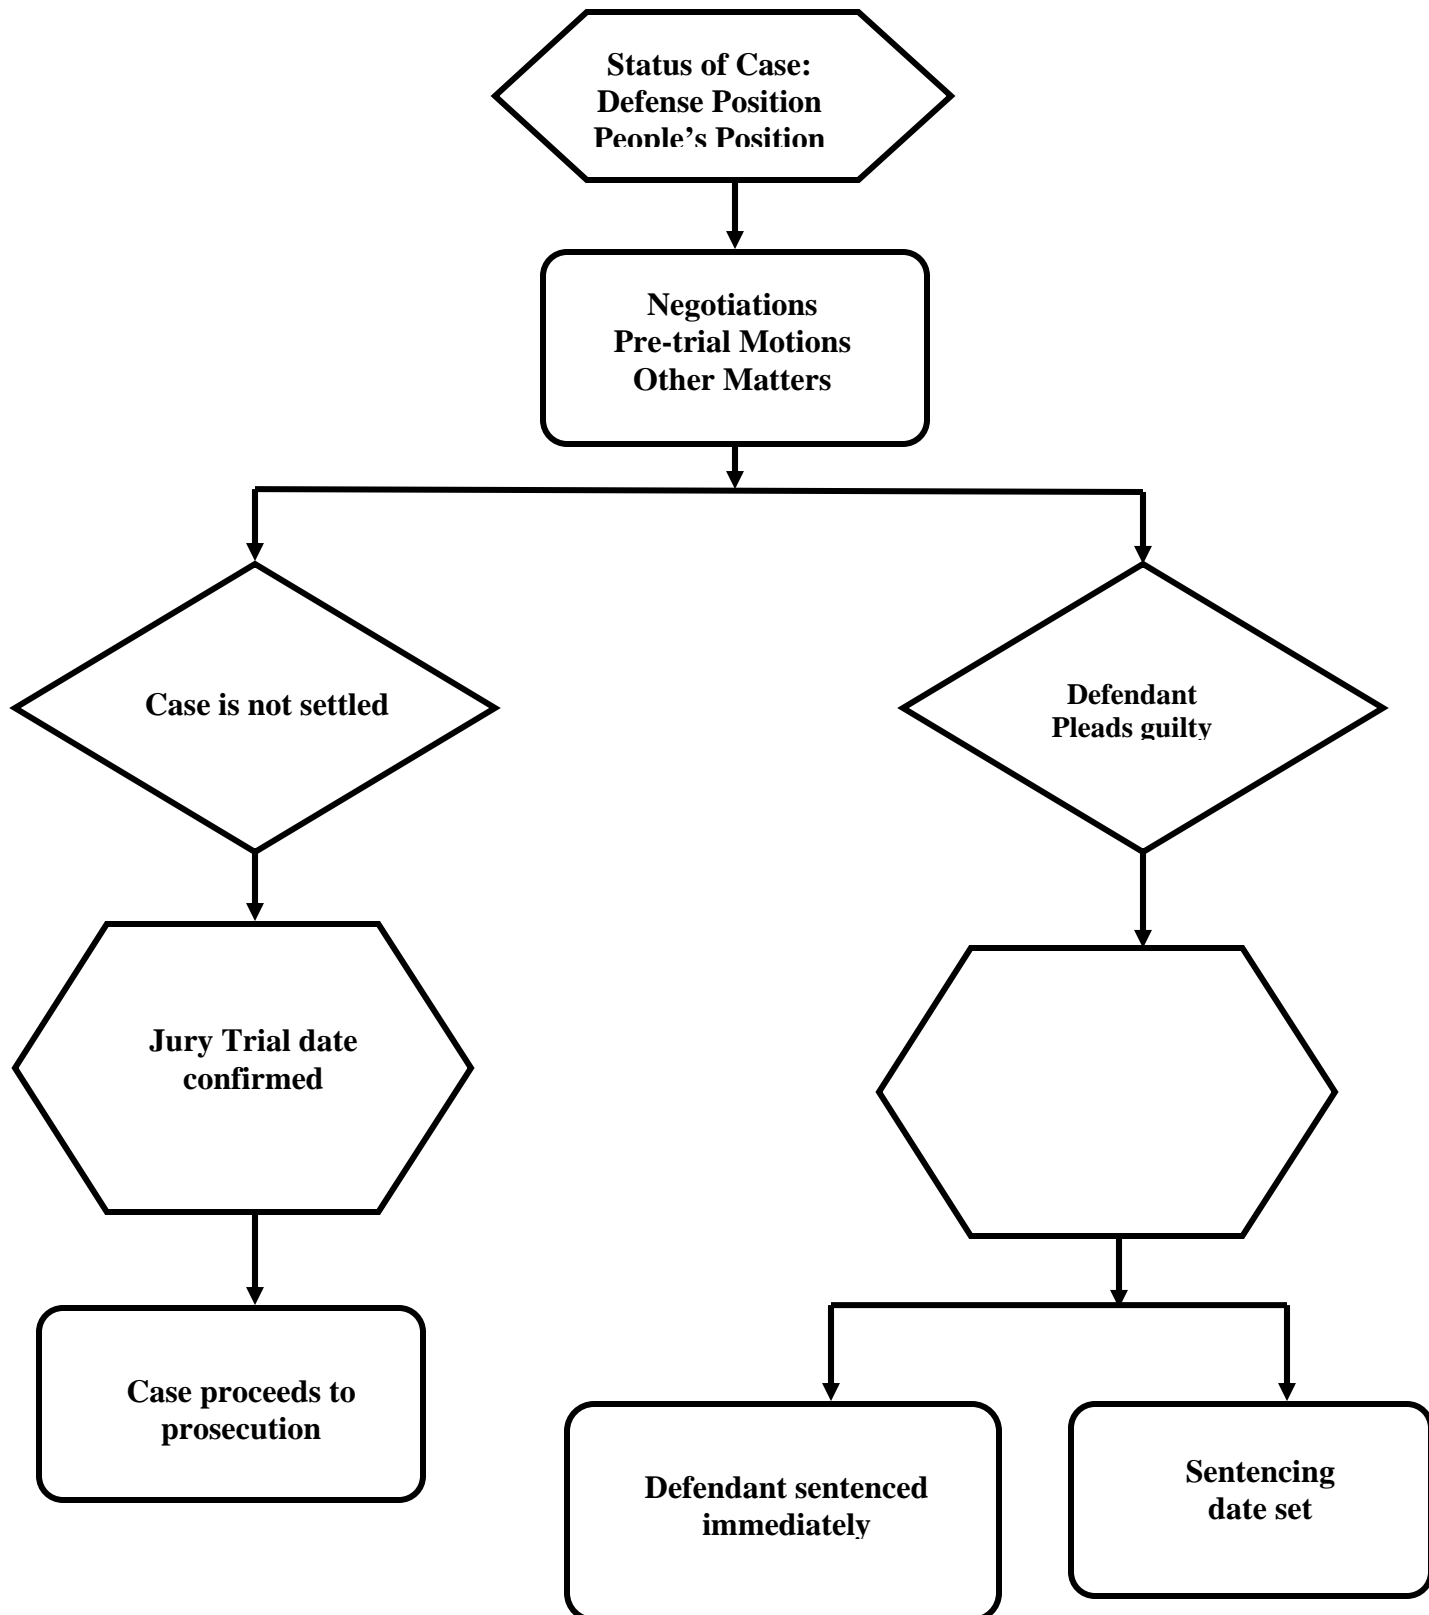 Status of Case:
Defense Position
People’s Position
Negotiations
Pre-trial Motions
Other Matters
Case is not settled
Defendant
Pleads guilty
Jury Trial date
confirmed
Case proceeds to
prosecution
Defendant sentenced
immediately
Sentencing
date set